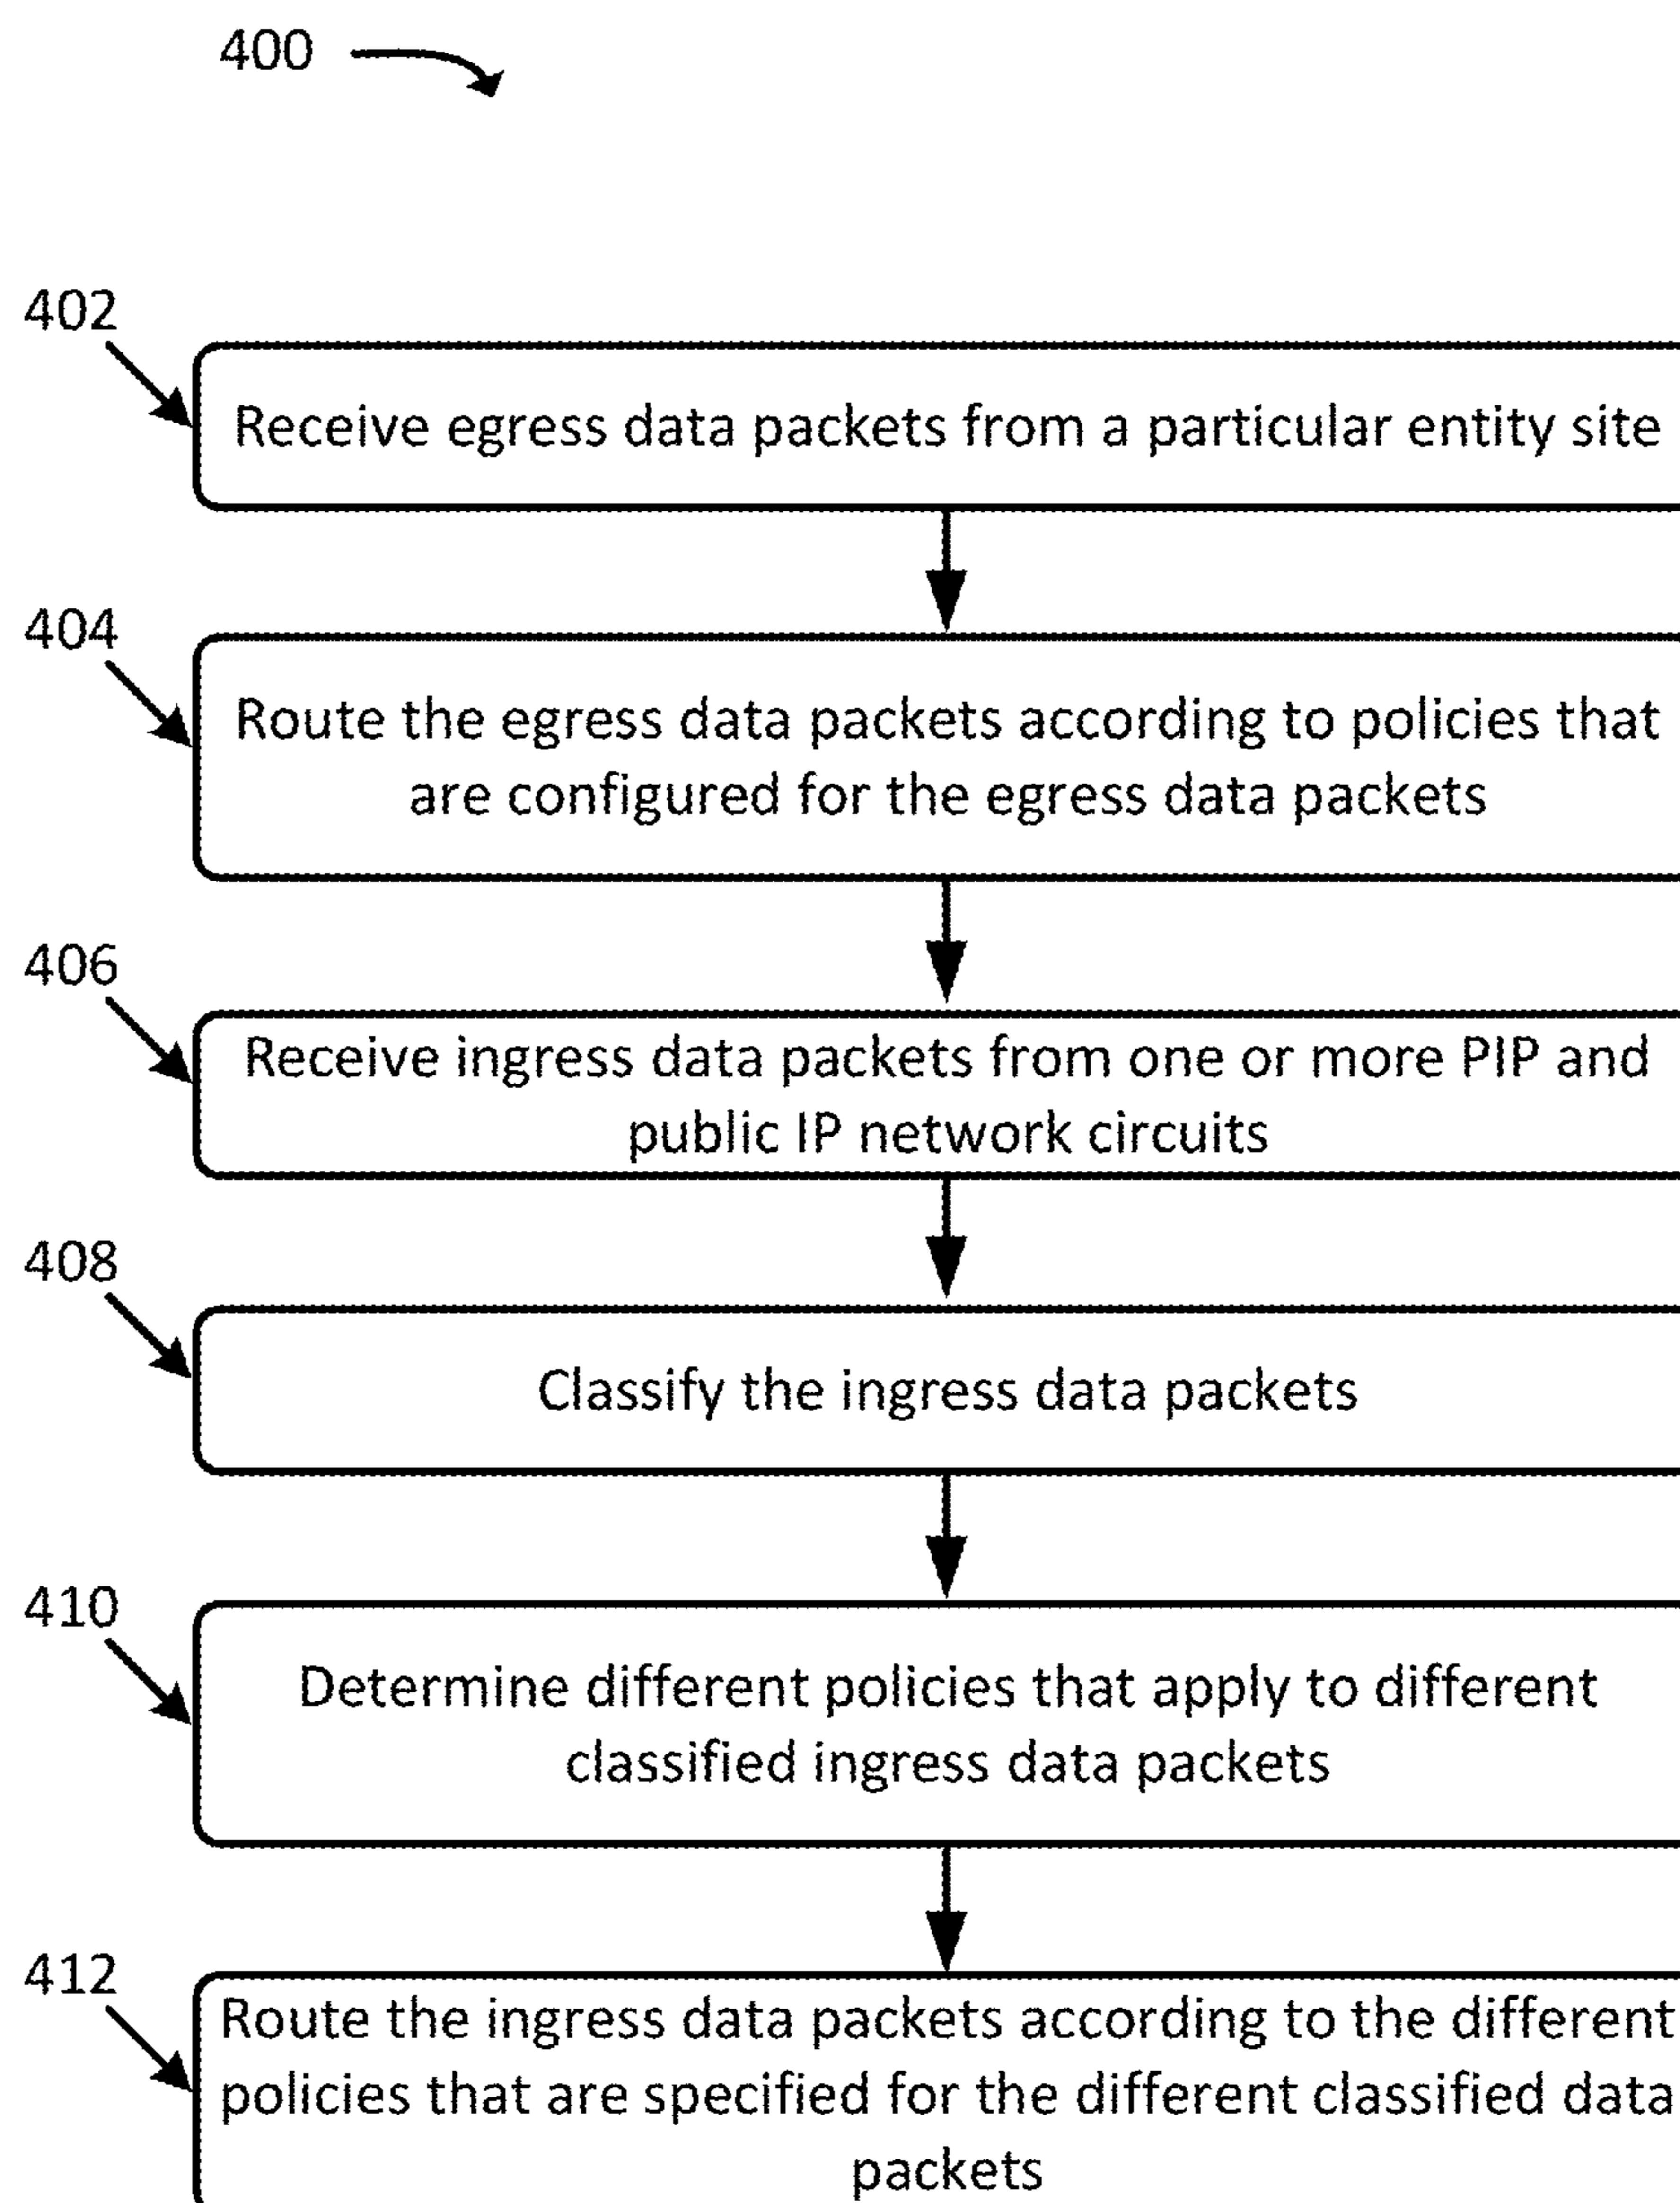 400
402
Receive egress data packets from a particular entity site
404
Route the egress data packets according to policies that
are configured for the egress data packets
406
Receive ingress data packets from one or more PIP and
public IP network circuits
408
Classify the ingress data packets
410
Determine different policies that apply to different
classified ingress data packets
412
Route the ingress data packets according to the different
policies that are specified for the different classified data
packets